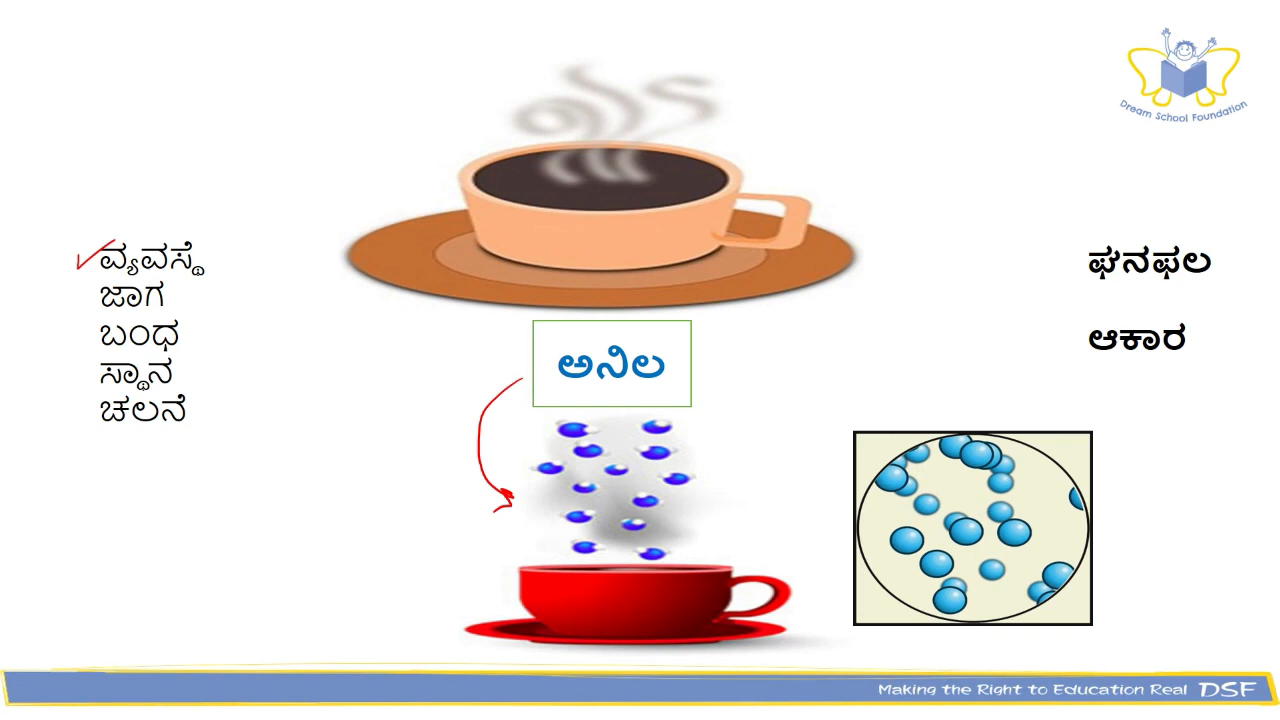 Dream School Foundation
ವ್ಯವಸ್ಥೆ
ಜಾಗ
ಬಂಧ
ಸ್ಥಾನ
ಚಲನೆ
ಅನಿಲ
ಘನಫಲ
ಆಕಾರ
Making the Right to Education Real DSF